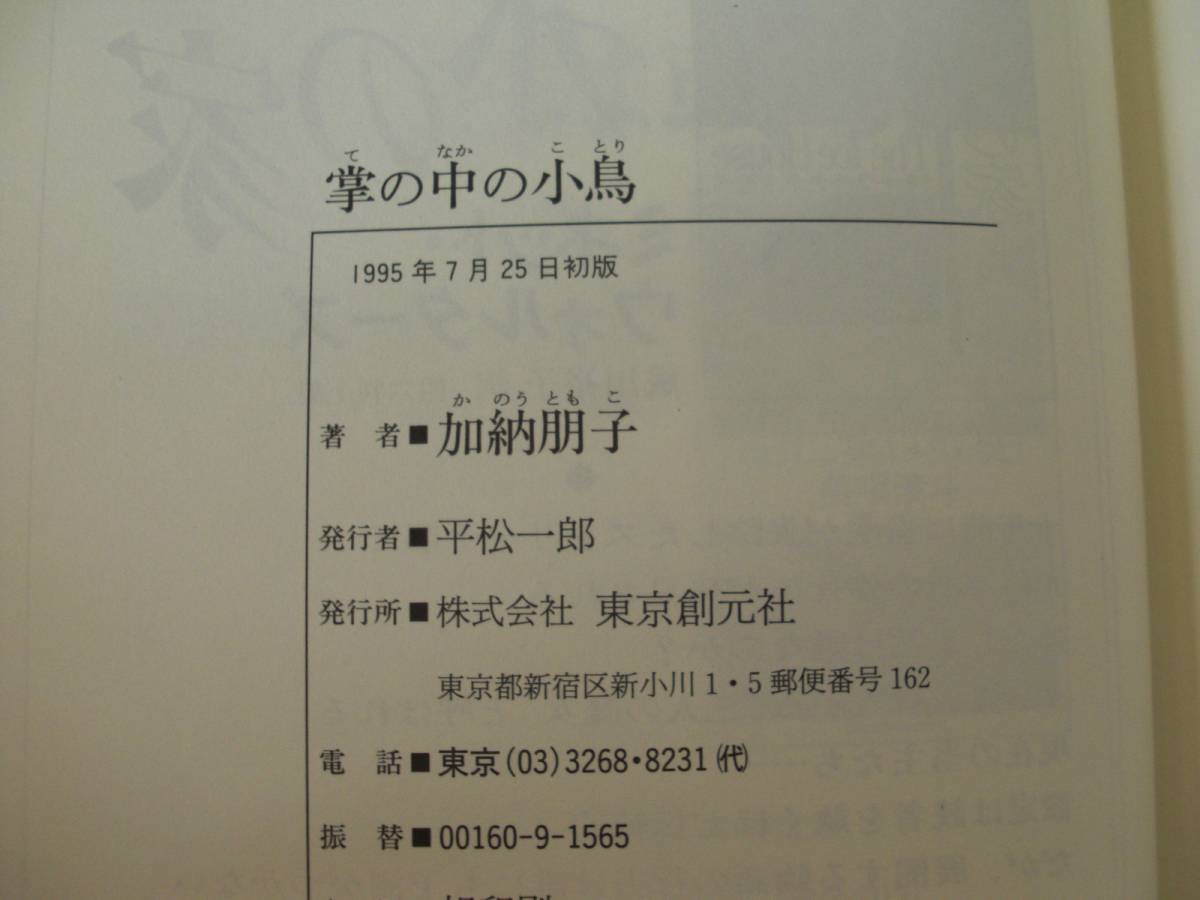 掌の中の小鳥
1995年7月25日初版
著 者■加納朋子
発行者■平松一郎
発行所■株式会社 東京創元社
東京都新宿区新小川1・5郵便番号162
電 話■東京(03)3268・8231㈹
振 替■00160-9-1565